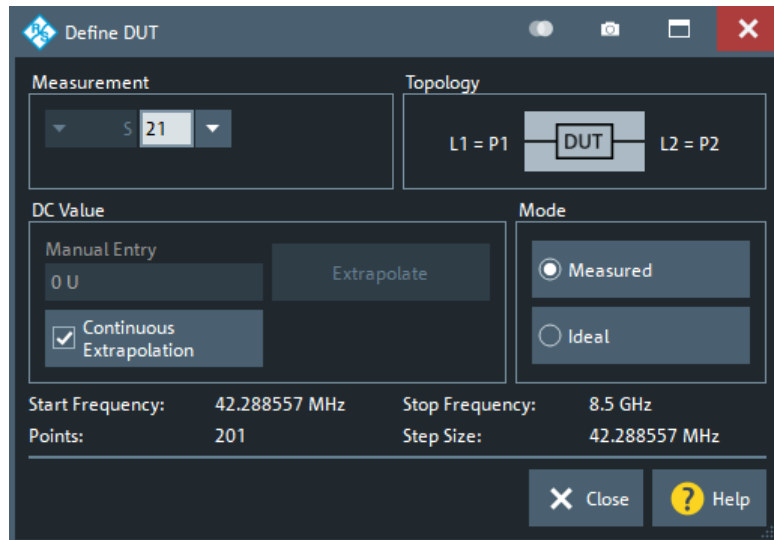 Define DUT
Measurement
S 21
Topology
L1 = P1 DUT L2 = P2
DC Value
Manual Entry
0 U
Extrapolate
Continuous
Extrapolation
Mode
Measured
Ideal
Start Frequency: 42.288557 MHz Stop Frequency: 8.5 GHz
Points: 201 Step Size: 42.288557 MHz
Close ? Help